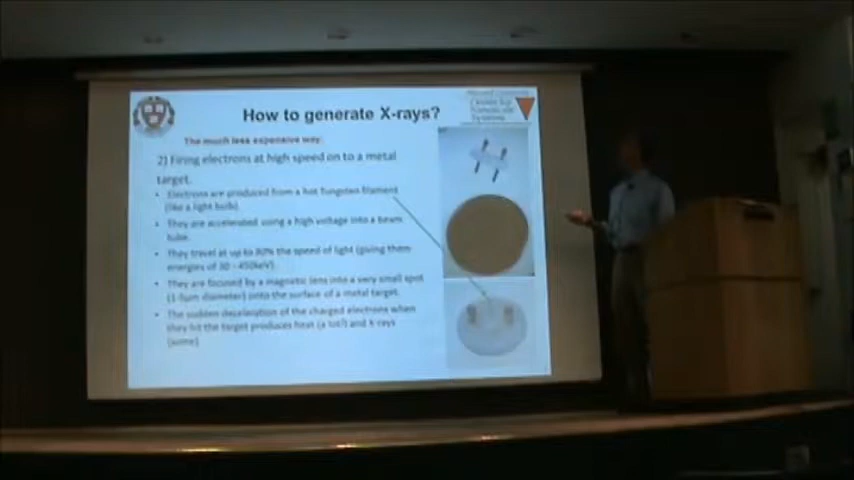 How to generate X-rays?
The much less expensive way:
2) Firing electrons at high speed on to a metal
target.
• Electrons are produced from a hot tungsten filament
(like a light bulb).
• They are accelerated using a high voltage into a beam
tube.
• They travel at up to 80% the speed of light (giving them
energies of 30 - 450keV).
• They are focused by a magnetic lens into a very small spot
(1-5µm diameter) onto the surface of a metal target.
• The sudden deceleration of the charged electrons when
they hit the target produces heat (a lot!) and X-rays
(some).